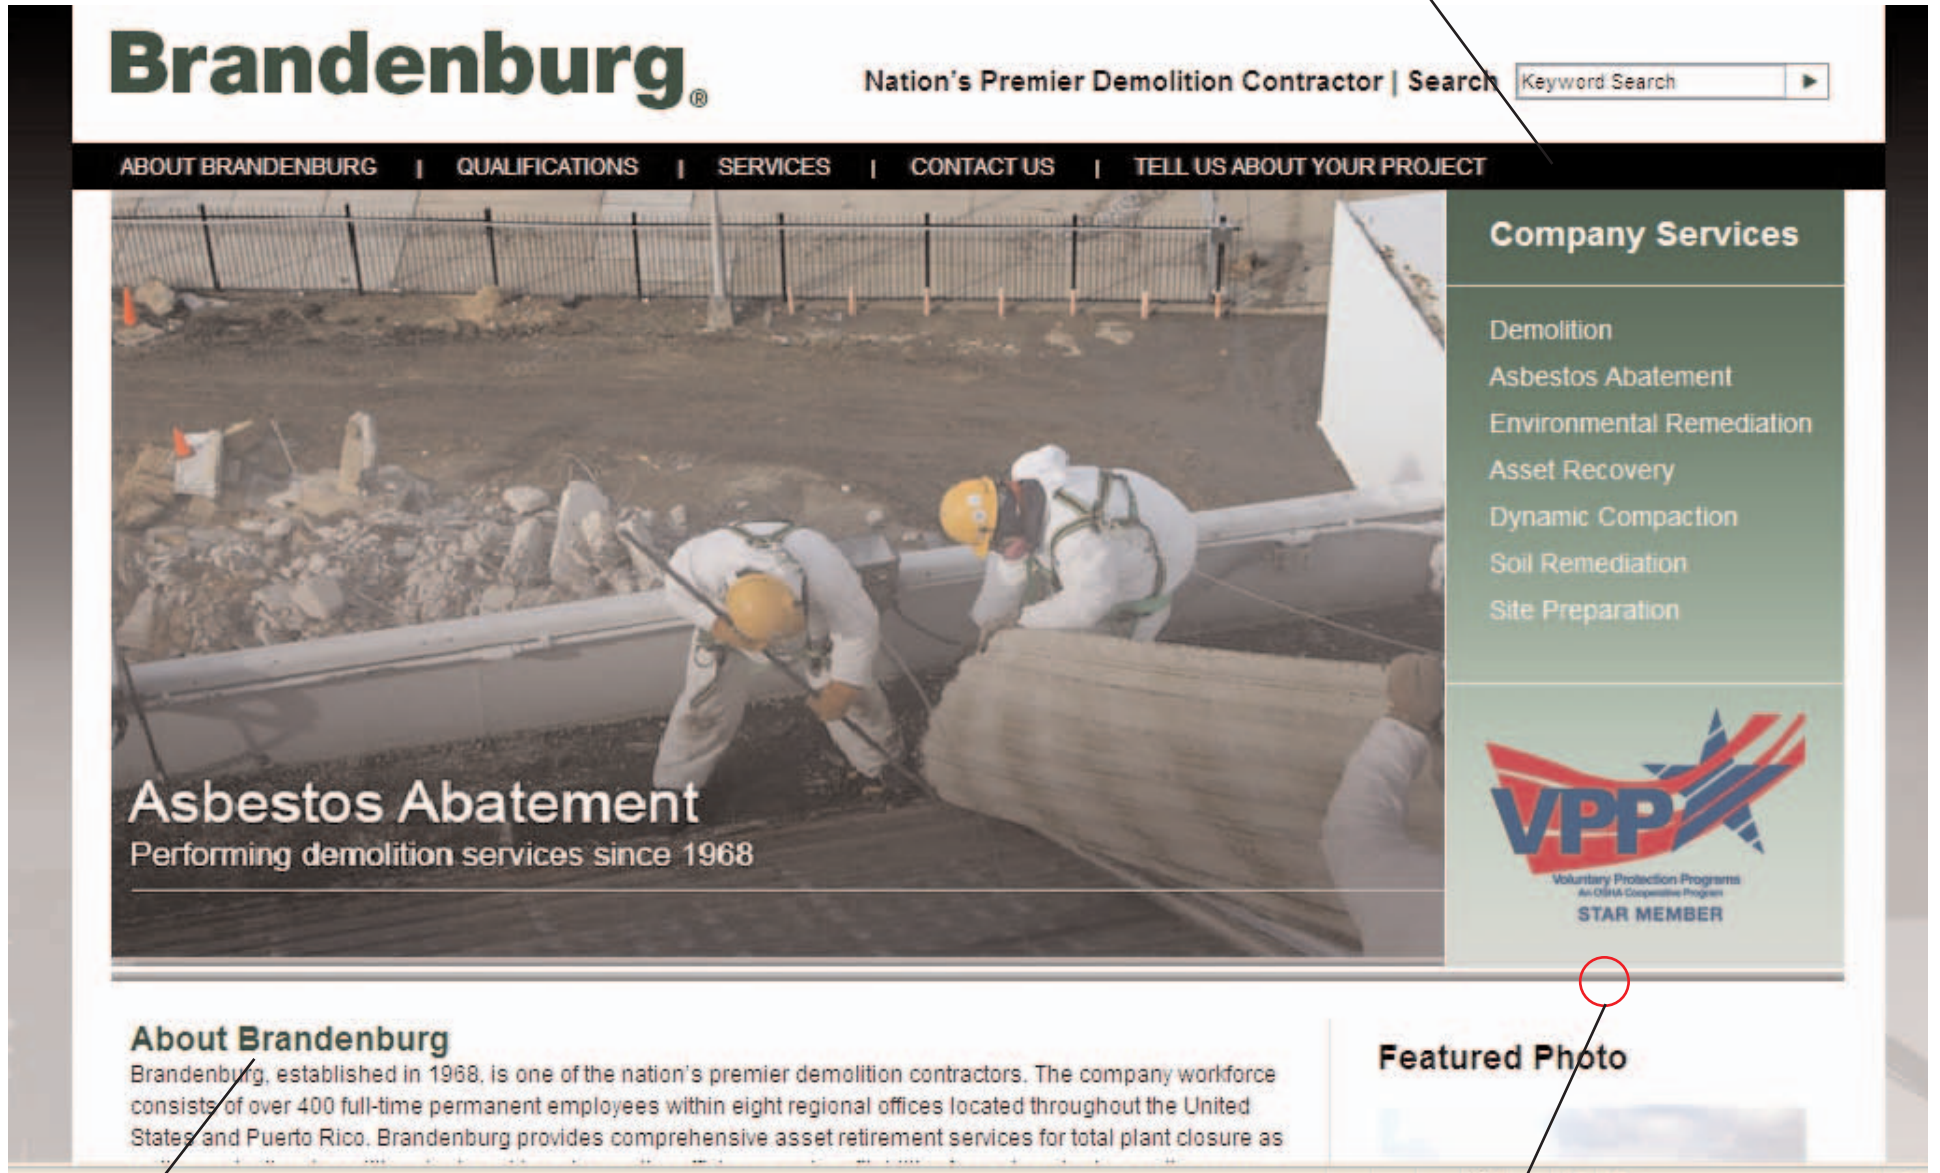 Brandenburg®
Nation's Premier Demolition Contractor | Search Keyword Search
ABOUT BRANDENBURG | QUALIFICATIONS | SERVICES | CONTACT US | TELL US ABOUT YOUR PROJECT
Company Services
Demolition
Asbestos Abatement
Environmental Remediation
Asset Recovery
Dynamic Compaction
Soil Remediation
Site Preparation
Asbestos Abatement
Performing demolition services since 1968
VPP
Voluntary Protection Programs
An OSHA Cooperative Program
STAR MEMBER
About Brandenburg
Brandenburg, established in 1968, is one of the nation's premier demolition contractors. The company workforce
consists of over 400 full-time permanent employees within eight regional offices located throughout the United
States and Puerto Rico. Brandenburg provides comprehensive asset retirement services for total plant closure as
Featured Photo